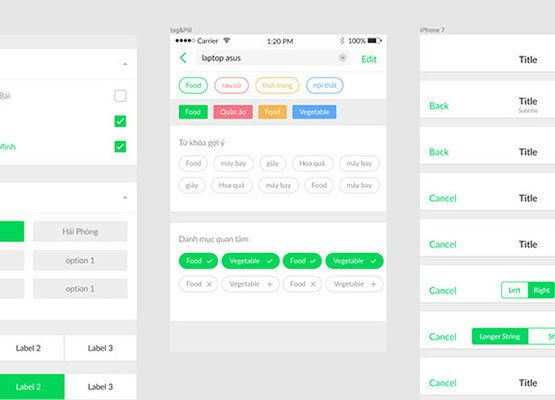 tag&Pill
Carrier
1:20 PM
100%
laptop asus
Edit
Food
rau củ
thời trang
nội thất
Food
Quần áo
Food
Vegetable
Từ khóa gợi ý
Food
máy bay
giày
Hoa quả
máy bay
giày
Hoa quả
máy bay
Food
máy bay
Danh mục quan tâm
Food
Vegetable
Food
Vegetable
Food
Vegetable
Food
Vegetable
Bái
Minh
Hải Phòng
option 1
option 1
Label 2
Label 3
Label 2
Label 3
iPhone 7
Title
Back
Title
Subtitle
Back
Title
Cancel
Title
Cancel
Title
Cancel
Left
Right
Cancel
Longer String
Sh
Cancel
Title